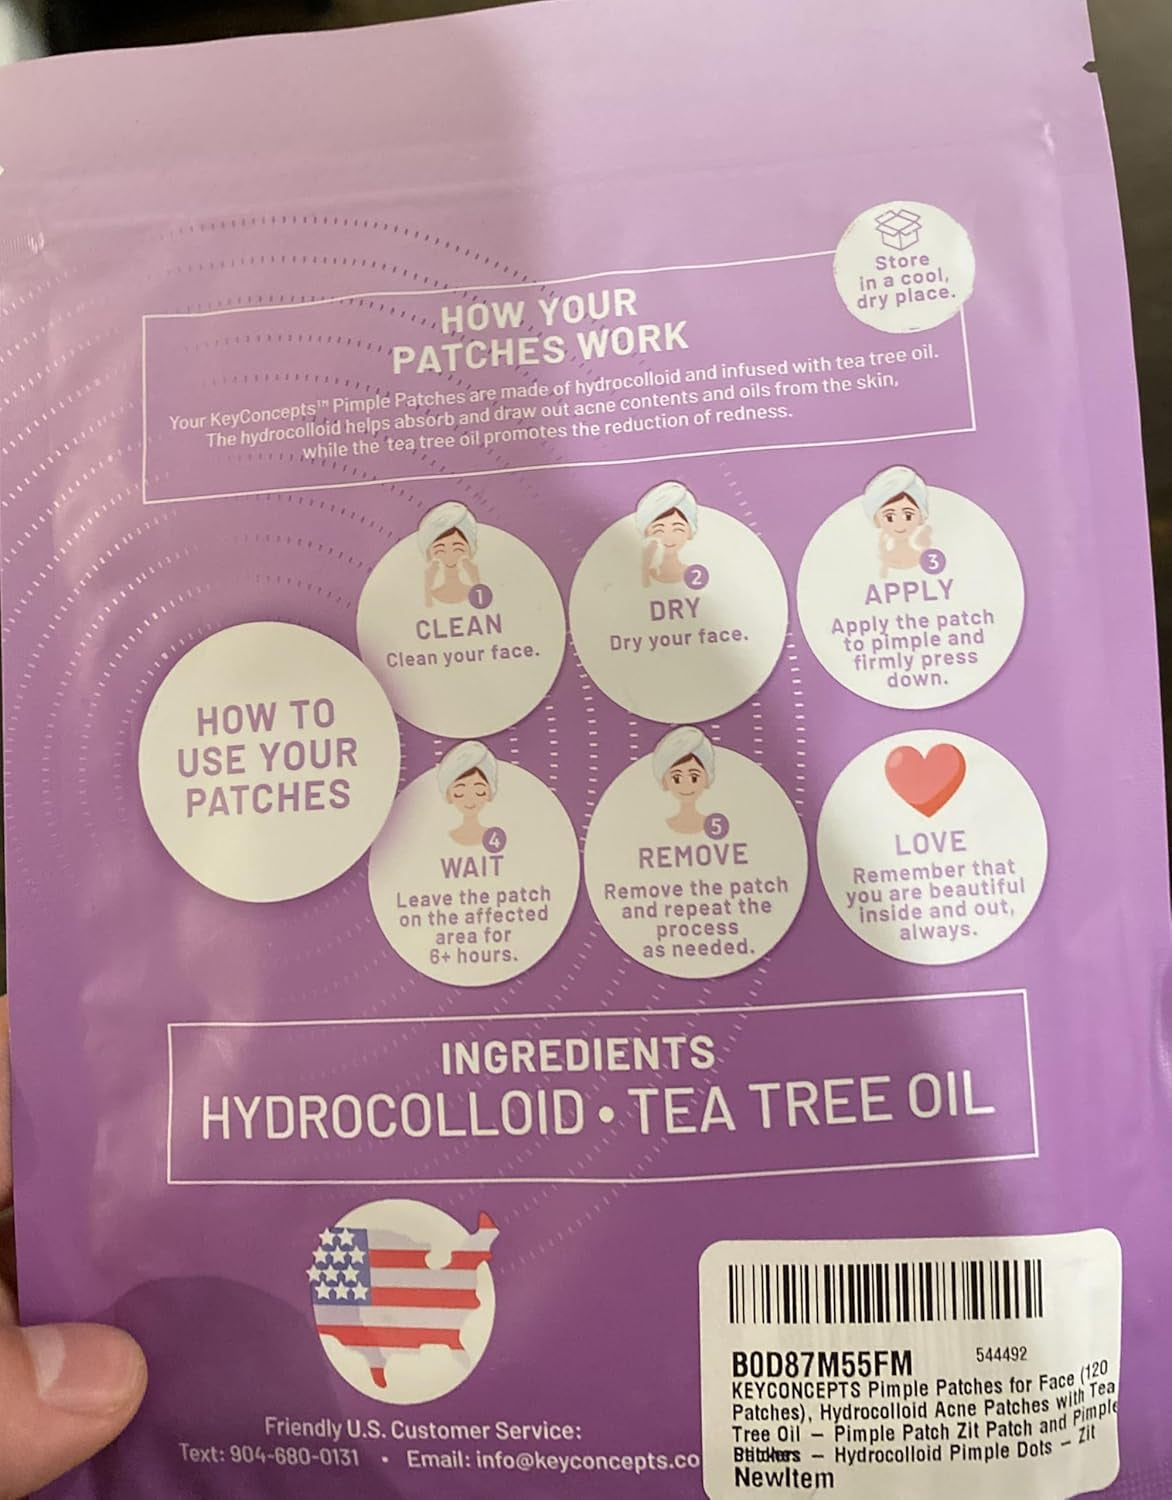 Store
in a cool,
dry place.
HOW YOUR
PATCHES WORK
Your KeyConcepts™ Pimple Patches are made of hydrocolloid and infused with tea tree oil.
The hydrocolloid helps absorb and draw out acne contents and oils from the skin,
while the tea tree oil promotes the reduction of redness.
HOW TO
USE YOUR
PATCHES
1
CLEAN
Clean your face.
2
DRY
Dry your face.
3
APPLY
Apply the patch
to pimple and
firmly press
down.
4
WAIT
Leave the patch
on the affected
area for
6+ hours.
5
REMOVE
Remove the patch
and repeat the
process
as needed.
LOVE
Remember that
you are beautiful
inside and out,
always.
INGREDIENTS
HYDROCOLLOID • TEA TREE OIL
Friendly U.S. Customer Service:
Text: 904-680-0131 • Email: info@keyconcepts.co
B0D87M55FM 544492
KEYCONCEPTS Pimple Patches for Face (120
Patches), Hydrocolloid Acne Patches with Tea
Tree Oil – Pimple Patch Zit Patch and Pimple
– Hydrocolloid Pimple Dots – Zit
NewItem